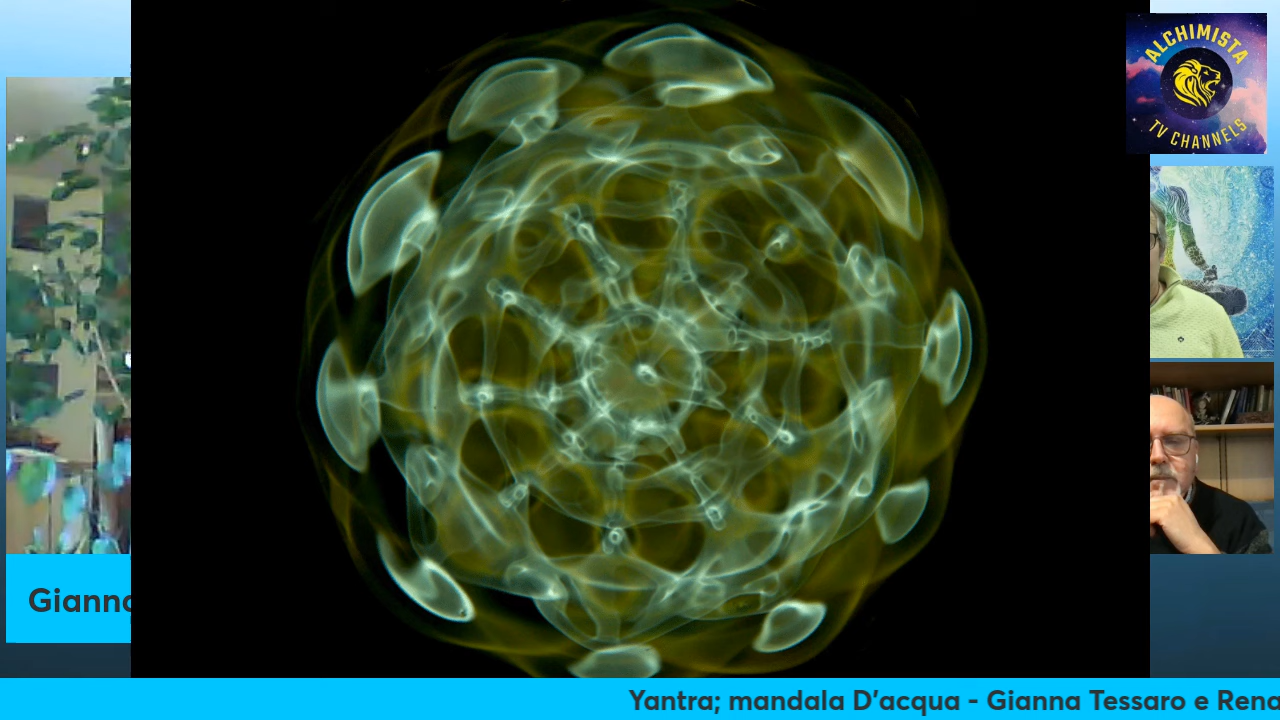 ALCHIMISTA
TV CHANNELS
Gianna
Yantra; mandala D'acqua - Gianna Tessaro e Rena